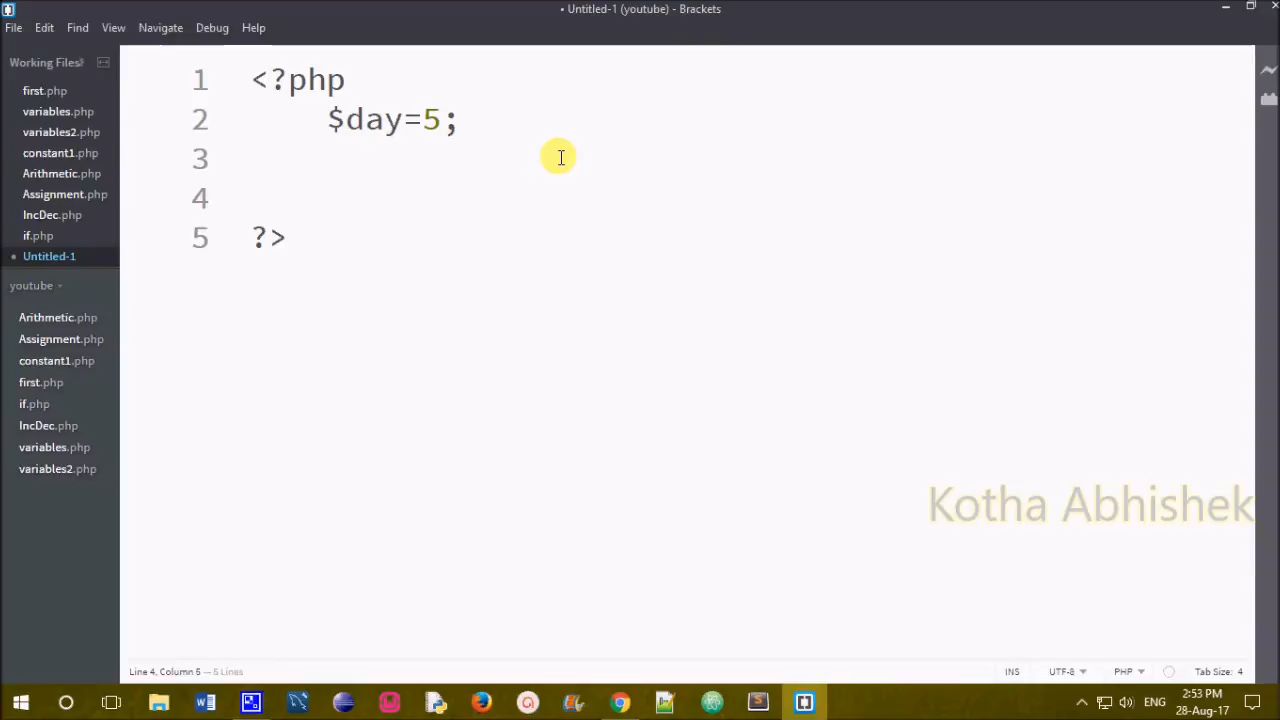 • Untitled-1 (youtube) - Brackets
File Edit Find View Navigate Debug Help
Working Files
first.php
variables.php
variables2.php
constant1.php
Arithmetic.php
Assignment.php
IncDec.php
if.php
• Untitled-1
youtube
Arithmetic.php
Assignment.php
constant1.php
first.php
if.php
IncDec.php
variables.php
variables2.php
1 <?php
2 $day=5;
3
4
5 ?>
Kotha Abhishek
Line 4, Column 5 — 5 Lines
INS UTF-8 PHP Tab Size: 4
ENG
2:53 PM
28-Aug-17